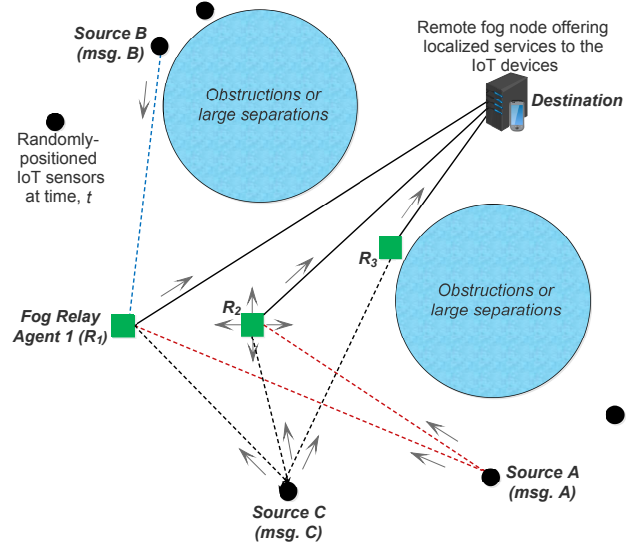 Source B
(msg. B)
Remote fog node offering
localized services to the
IoT devices
Destination
Obstructions or
large separations
Randomly-
positioned
IoT sensors
at time, t
R3
Obstructions or
large separations
Fog Relay
Agent 1 (R1)
R2
Source A
(msg. A)
Source C
(msg. C)